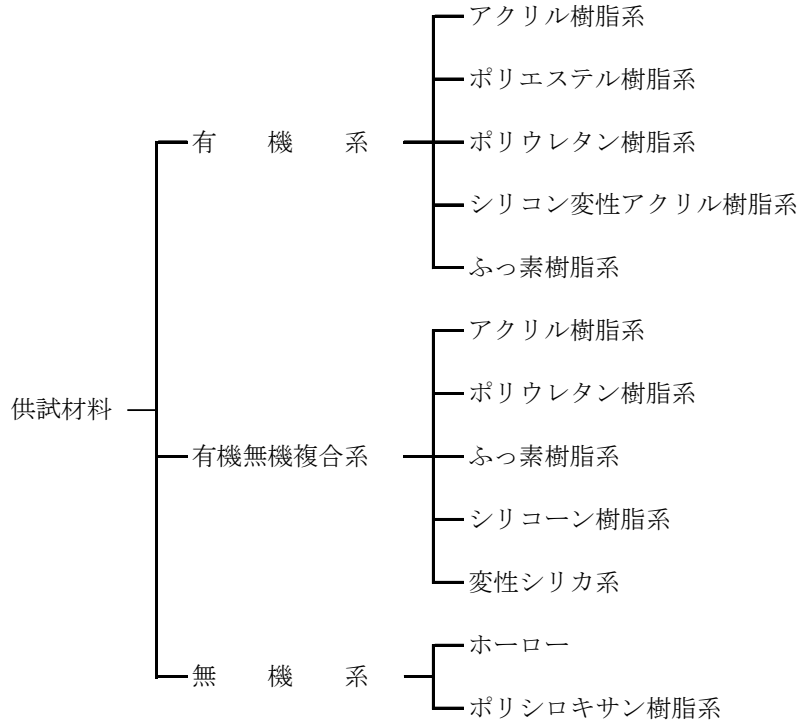 供試材料
有機系
アクリル樹脂系
ポリエステル樹脂系
ポリウレタン樹脂系
シリコン変性アクリル樹脂系
ふっ素樹脂系
有機無機複合系
アクリル樹脂系
ポリウレタン樹脂系
ふっ素樹脂系
シリコーン樹脂系
変性シリカ系
無機系
ホーロー
ポリシロキサン樹脂系